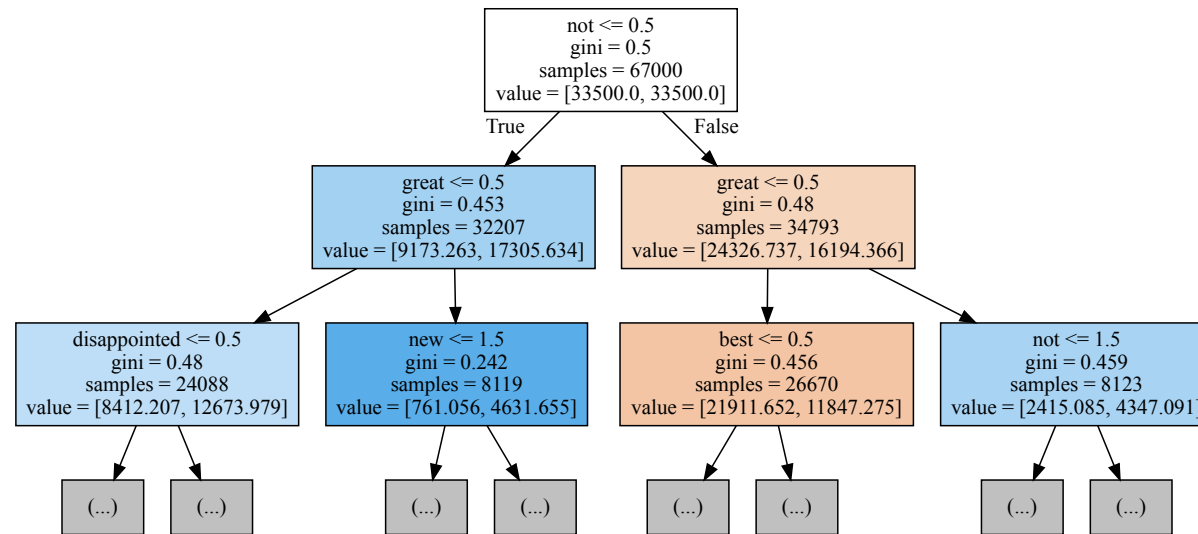 not <= 0.5
gini = 0.5
samples = 67000
value = [33500.0, 33500.0]
True
False
great <= 0.5
gini = 0.453
samples = 32207
value = [9173.263, 17305.634]
great <= 0.5
gini = 0.48
samples = 34793
value = [24326.737, 16194.366]
disappointed <= 0.5
gini = 0.48
samples = 24088
value = [8412.207, 12673.979]
new <= 1.5
gini = 0.242
samples = 8119
value = [761.056, 4631.655]
best <= 0.5
gini = 0.456
samples = 26670
value = [21911.652, 11847.275]
not <= 1.5
gini = 0.459
samples = 8123
value = [2415.085, 4347.091]
(...)
(...)
(...)
(...)
(...)
(...)
(...)
(...)